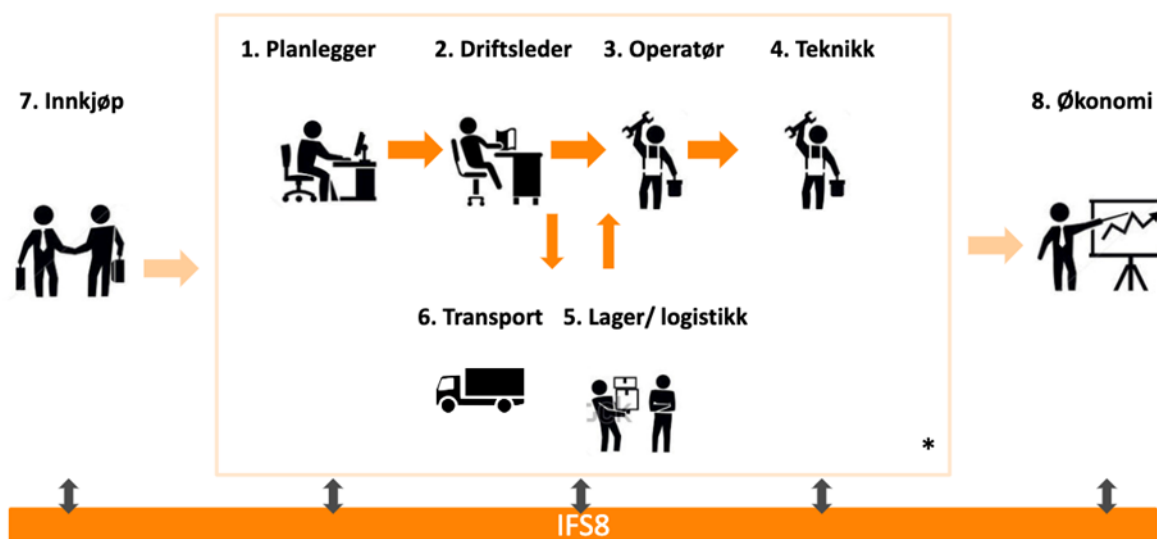 1. Planlegger
2. Driftsleder
3. Operatør
4. Teknikk
7. Innkjøp
8. Økonomi
6. Transport
5. Lager/ logistikk
*
IFS8